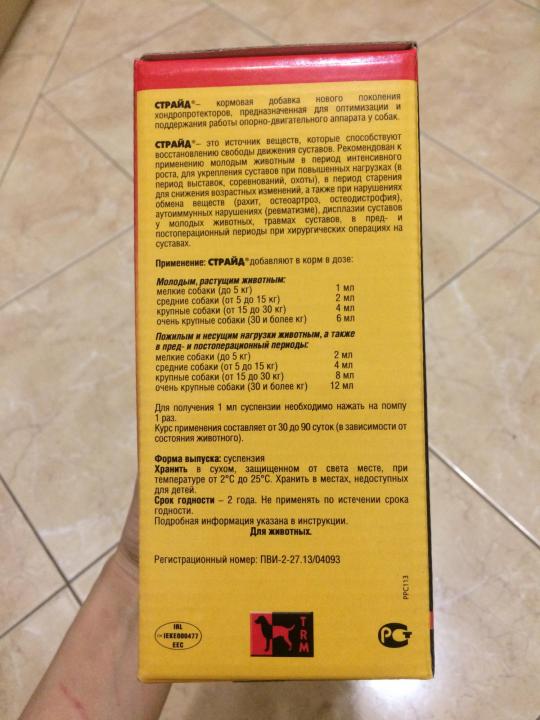 СТРАЙД®– кормовая добавка нового поколения
хондропротекторов, предназначенная для оптимизации и
поддержания работы опорно-двигательного аппарата у собак.
СТРАЙД®– это источник веществ, которые способствуют
восстановлению свободы движения суставов. Рекомендован к
применению молодым животным в период интенсивного
роста, для укрепления суставов при повышенных нагрузках (в
период выставок, соревнований, охоты), в период старения
для снижения возрастных изменений, а также при нарушениях
обмена веществ (рахит, остеоартроз, остеодистрофия),
аутоиммунных нарушениях (ревматизме), дисплазии суставов
у молодых животных, травмах суставов, в пред- и
постоперационный периоды при хирургических операциях на
суставах.
Применение: СТРАЙД®добавляют в корм в дозе:
Молодым, растущим животным:
мелкие собаки (до 5 кг) 1 мл
средние собаки (от 5 до 15 кг) 2 мл
крупные собаки (от 15 до 30 кг) 4 мл
очень крупные собаки (30 и более кг) 6 мл
Пожилым и несущим нагрузки животным, а также
в пред- и постоперационный периоды:
мелкие собаки (до 5 кг) 2 мл
средние собаки (от 5 до 15 кг) 4 мл
крупные собаки (от 15 до 30 кг) 8 мл
очень крупные собаки (30 и более кг) 12 мл
Для получения 1 мл суспензии необходимо нажать на помпу
1 раз.
Курс применения составляет от 30 до 90 суток (в зависимости от
состояния животного).
Форма выпуска: суспензия
Хранить в сухом, защищенном от света месте, при
температуре от 2°С до 25°С. Хранить в местах, недоступных
для детей.
Срок годности – 2 года. Не применять по истечении срока
годности.
Подробная информация указана в инструкции.
Для животных.
Регистрационный номер: ПВИ-2-27.13/04093
PPC113
IRL
IEKE000477
EEC
TRM
РСТ